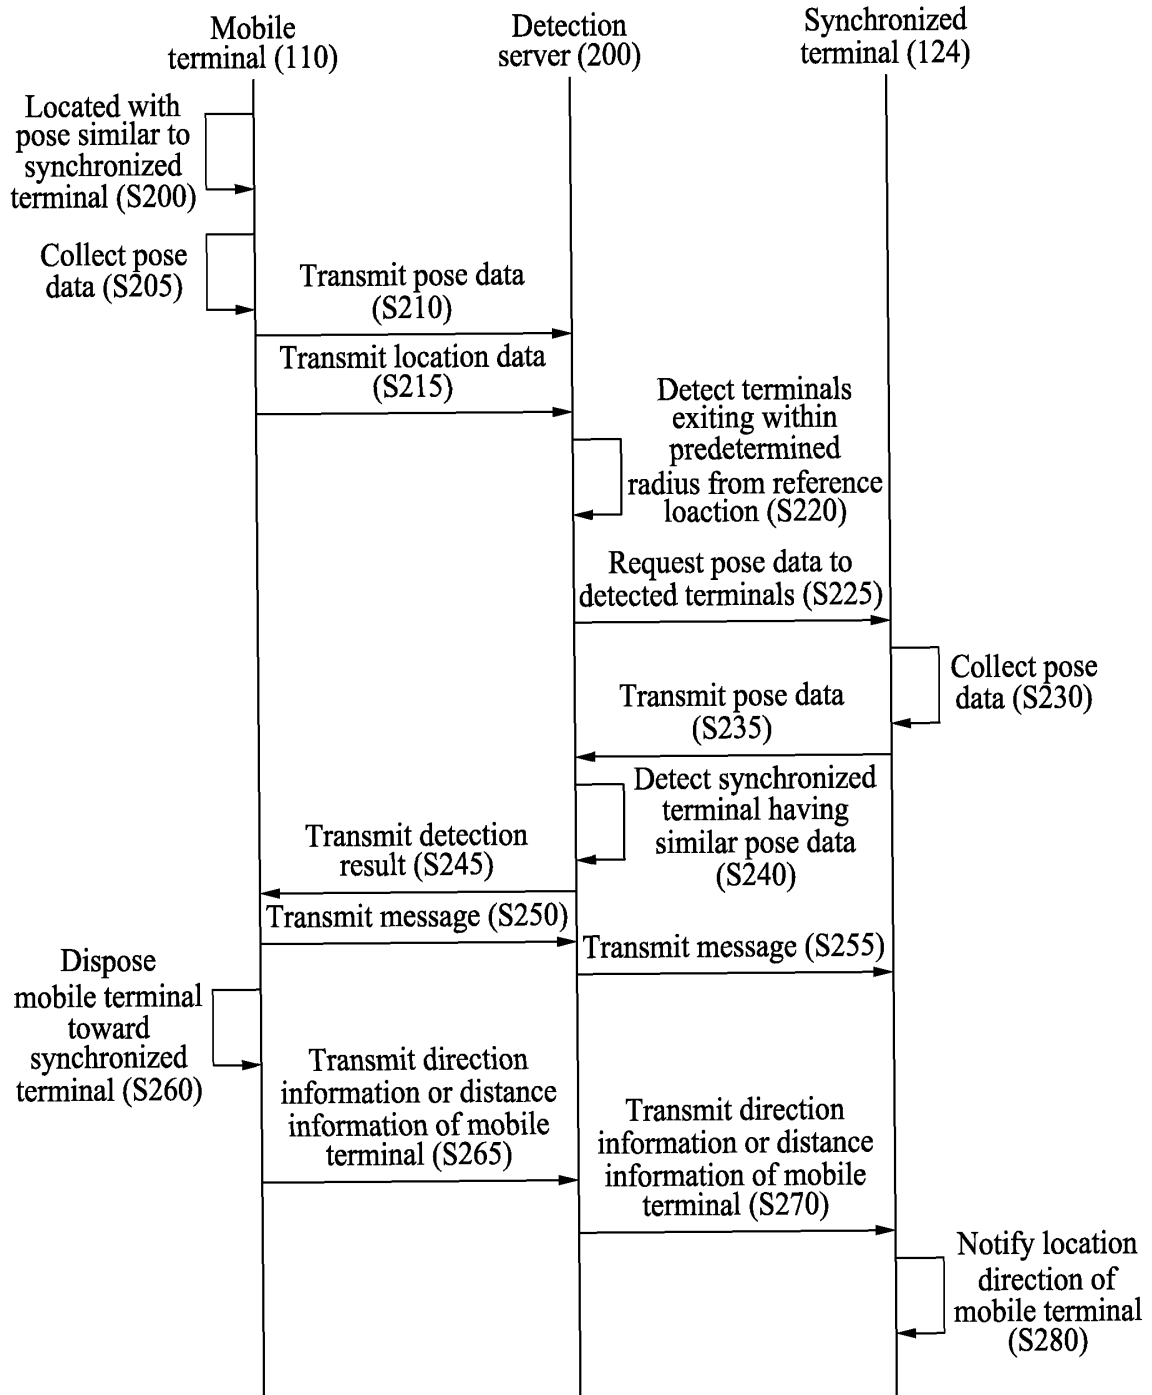 Mobile
terminal (110)
Detection
server (200)
Synchronized
terminal (124)
Located with
pose similar to
synchronized
terminal (S200)
Collect pose
data (S205)
Transmit pose data
(S210)
Transmit location data
(S215)
Detect terminals
exiting within
predetermined
radius from reference
loaction (S220)
Request pose data to
detected terminals (S225)
Collect pose
data (S230)
Transmit pose data
(S235)
Detect synchronized
terminal having
similar pose data
(S240)
Transmit detection
result (S245)
Transmit message (S250)
Transmit message (S255)
Dispose
mobile terminal
toward
synchronized
terminal (S260)
Transmit direction
information or distance
information of mobile
terminal (S265)
Transmit direction
information or distance
information of mobile
terminal (S270)
Notify location
direction of
mobile terminal
(S280)